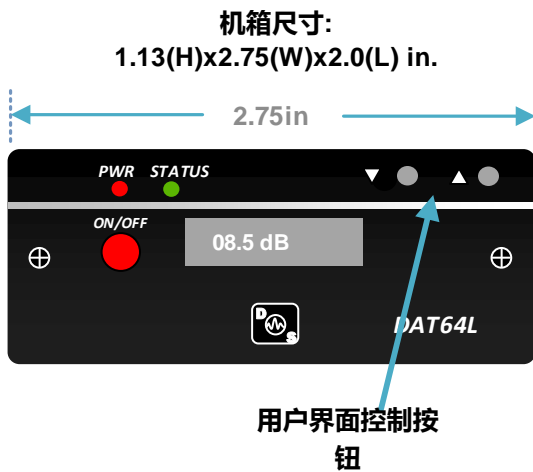 机箱尺寸:
1.13(H)x2.75(W)x2.0(L) in.
2.75in
PWR STATUS
ON/OFF
08.5 dB
D
S
DAT64L
用户界面控制按
钮